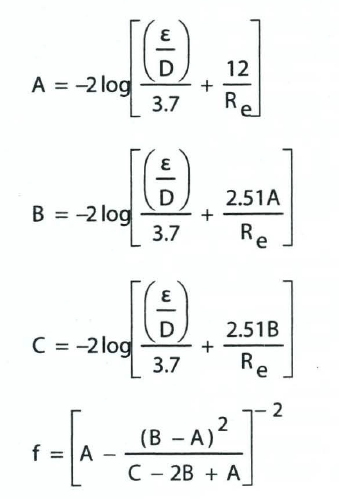 A = –2 log[((ε/D)/3.7) + (12/Re)]
B = –2 log[((ε/D)/3.7) + (2.51A/Re)]
C = –2 log[((ε/D)/3.7) + (2.51B/Re)]
f = [A – ((B – A)²/(C – 2B + A))]⁻²